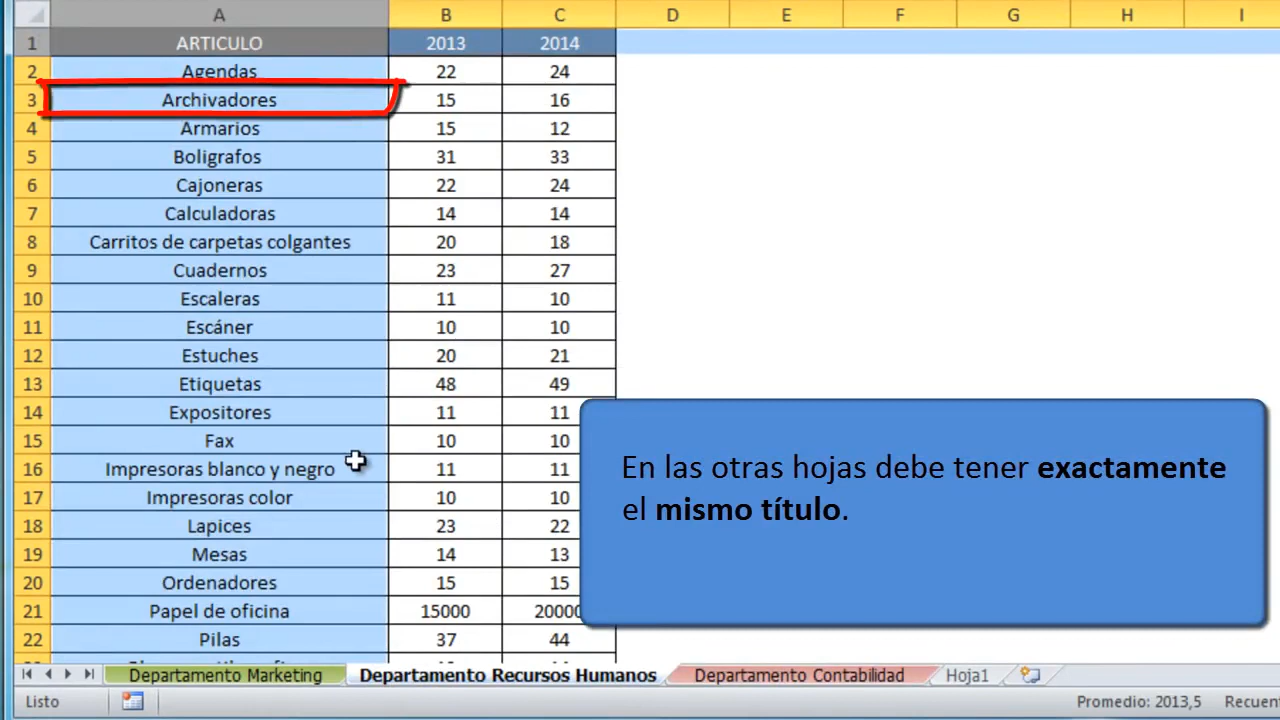 A B C D E F G H I
1 ARTICULO 2013 2014
2 Agendas 22 24
3 Archivadores 15 16
4 Armarios 15 12
5 Boligrafos 31 33
6 Cajoneras 22 24
7 Calculadoras 14 14
8 Carritos de carpetas colgantes 20 18
9 Cuadernos 23 27
10 Escaleras 11 10
11 Escáner 10 10
12 Estuches 20 21
13 Etiquetas 48 49
14 Expositores 11 11
15 Fax 10 10
16 Impresoras blanco y negro 11 11
17 Impresoras color 10 10
18 Lapices 23 22
19 Mesas 14 13
20 Ordenadores 15 15
21 Papel de oficina 15000 20000
22 Pilas 37 44
En las otras hojas debe tener exactamente
el mismo título.
Departamento Marketing Departamento Recursos Humanos Departamento Contabilidad Hoja1
Listo Promedio: 2013,5 Recuen